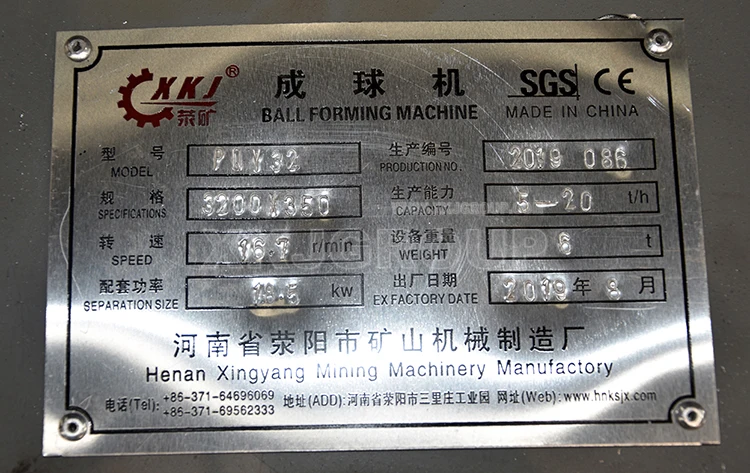 XKJ® 荥矿
成球机 SGS CE
BALL FORMING MACHINE MADE IN CHINA
型号 MODEL 32
生产编号 PRODUCTION NO. 2019 086
规格 SPECIFICATIONS 3200X350
生产能力 CAPACITY 5-20 t/h
转速 SPEED r/min
设备重量 WEIGHT t
配套功率 SEPARATION SIZE kw
出厂日期 EX FACTORY DATE 2019年 8 月
河南省荥阳市矿山机械制造厂
Henan Xingyang Mining Machinery Manufactory
电话(Tel): +86-371-64696069
+86-371-69562333
地址(ADD):河南省荥阳市三里庄工业园 网址(Web):www.hnksjx.com